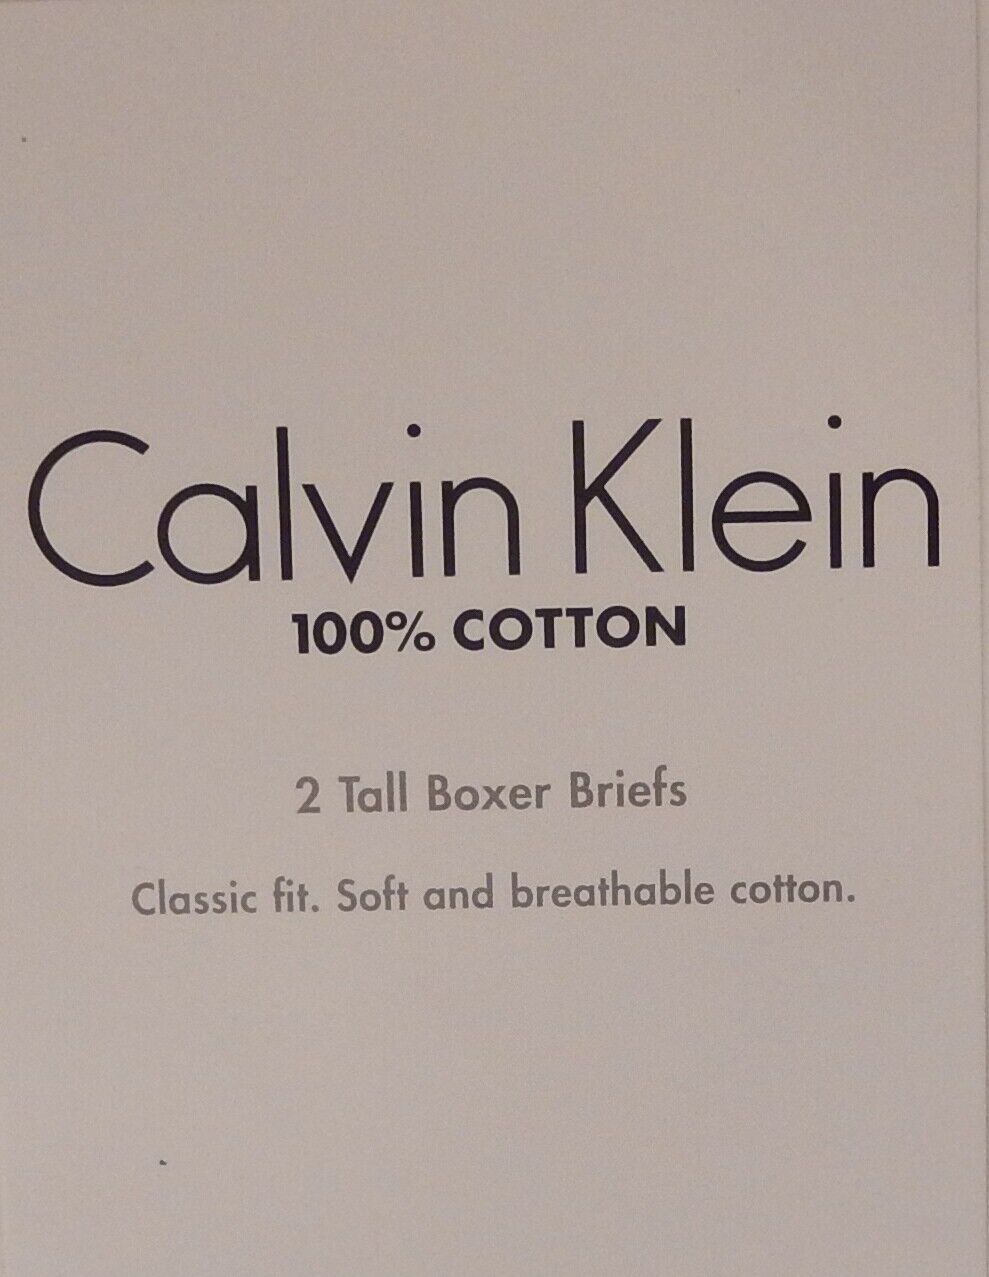 Calvin Klein
100% COTTON
2 Tall Boxer Briefs
Classic fit. Soft and breathable cotton.